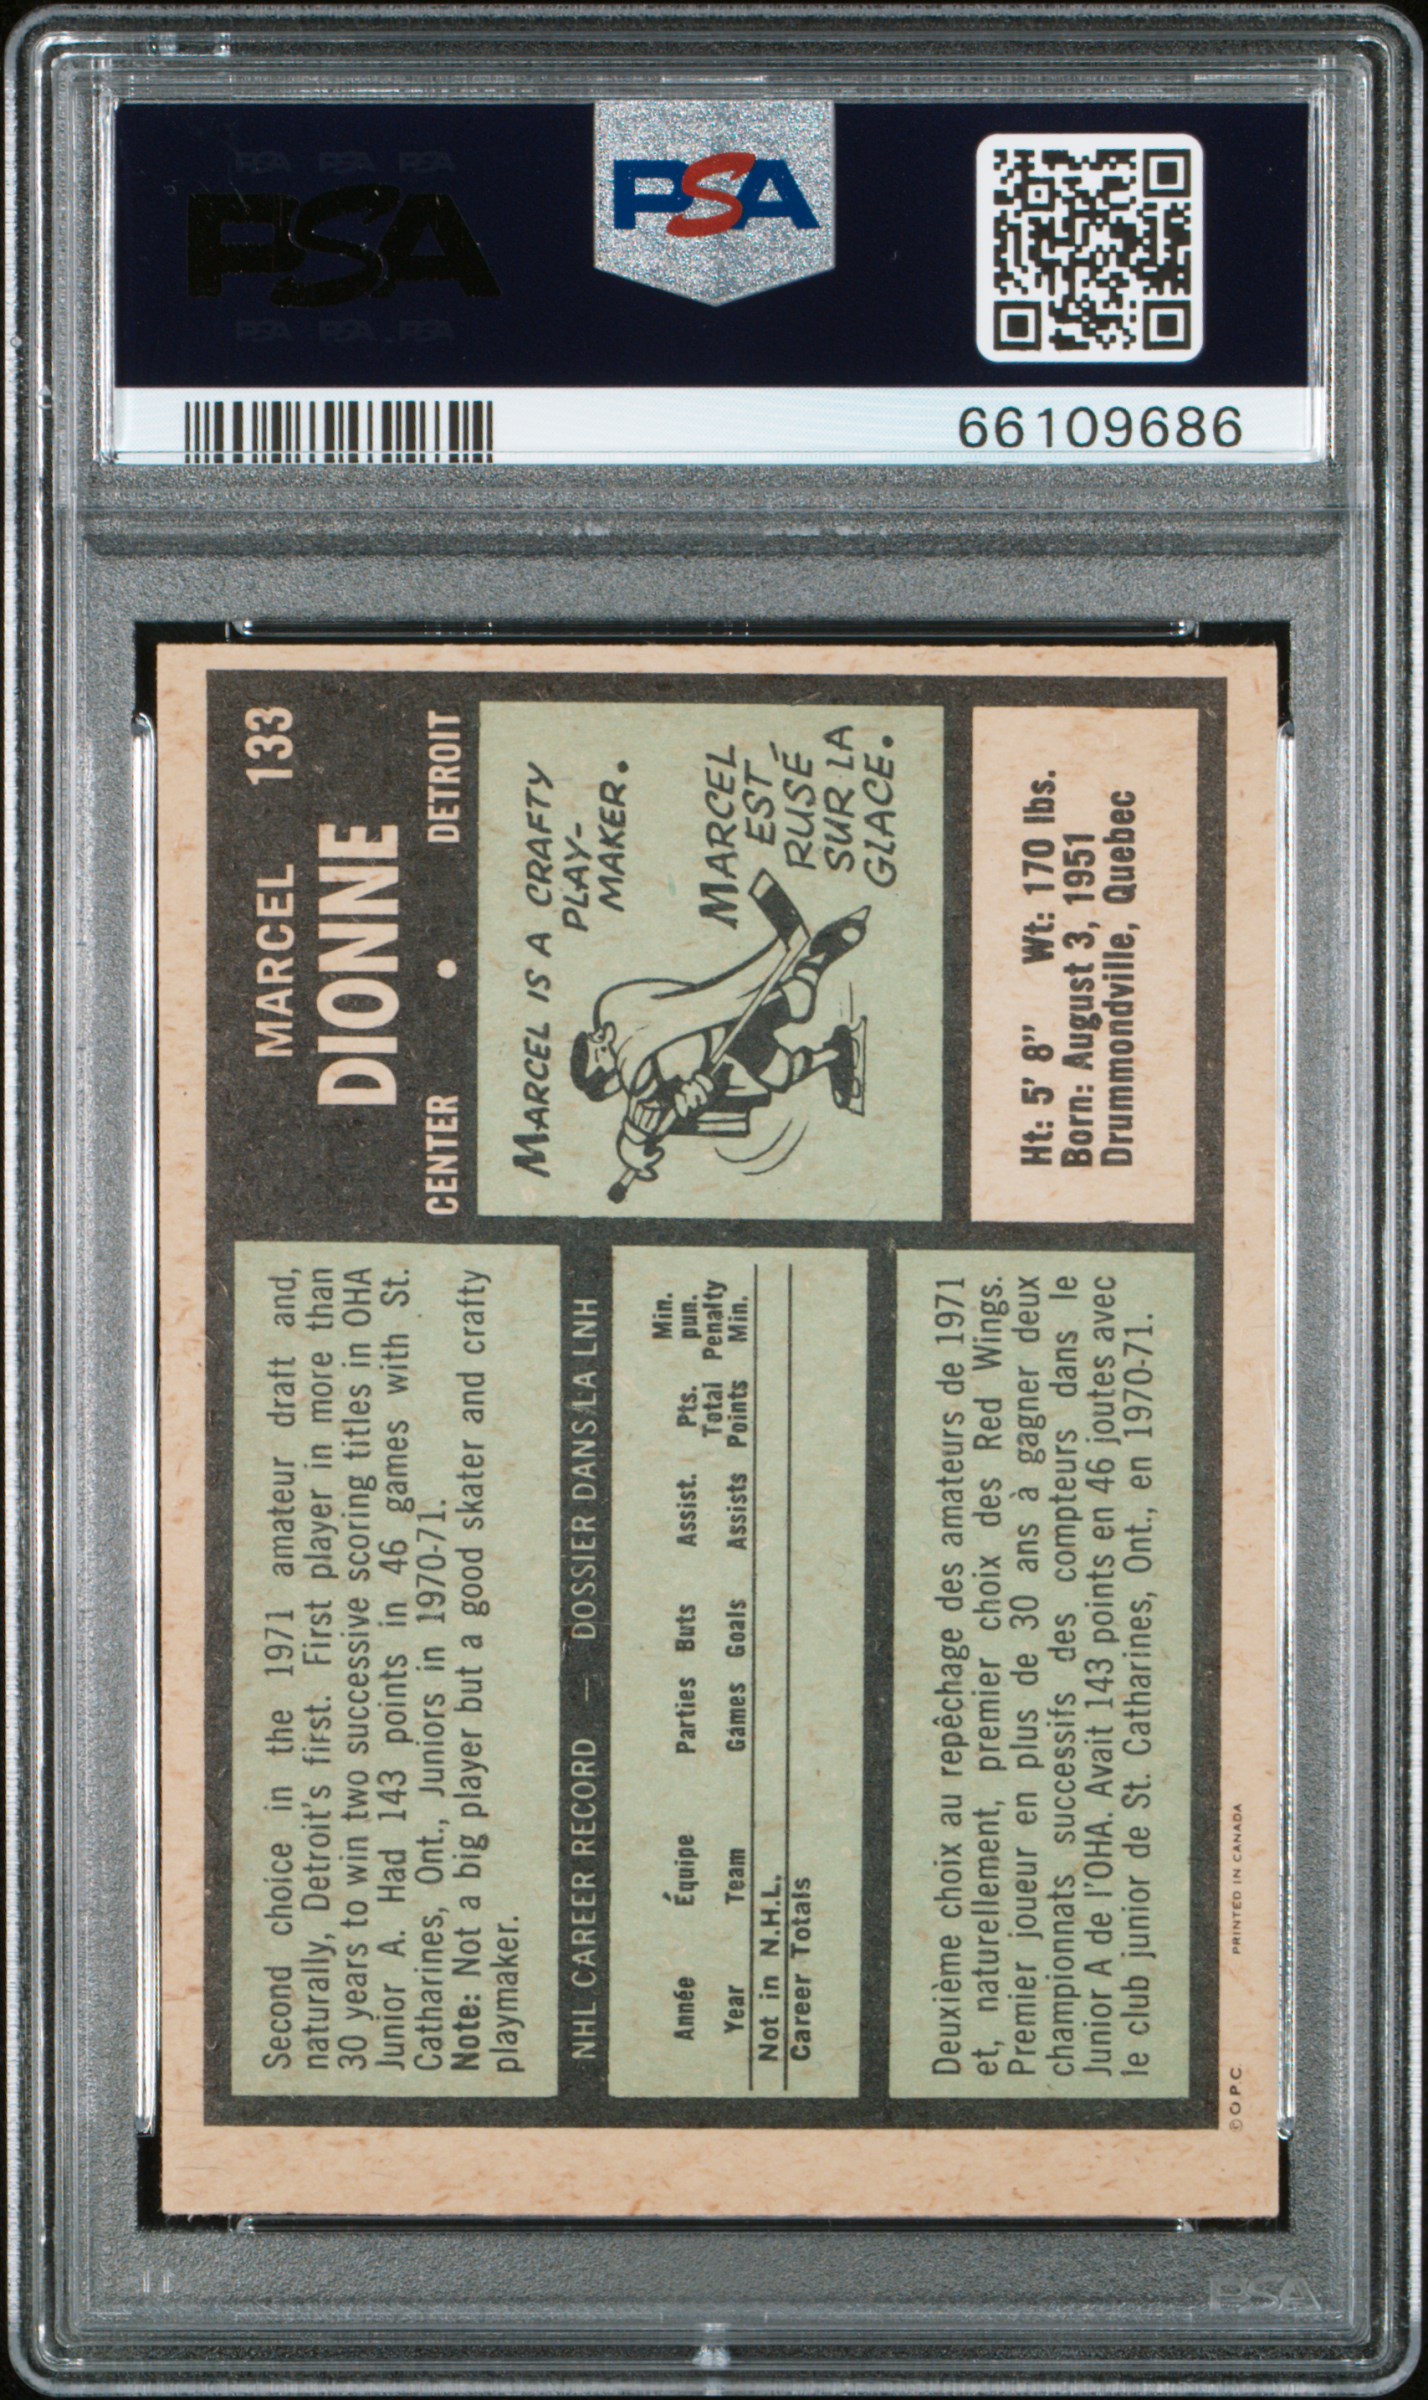 PSA PSA PSA
PSA
PSA PSA PSA
PSA
66109686
MARCEL 133
DIONNE
CENTER • DETROIT
MARCEL IS A CRAFTY
PLAY-
MAKER.
MARCEL
EST
RUSÉ
SUR LA
GLACE.
Ht: 5' 8" Wt: 170 lbs.
Born: August 3, 1951
Drummondville, Quebec
Second choice in the 1971 amateur draft and,
naturally, Detroit's first. First player in more than
30 years to win two successive scoring titles in OHA
Junior A. Had 143 points in 46 games with St.
Catharines, Ont., Juniors in 1970-71.
Note: Not a big player but a good skater and crafty
playmaker.
NHL CAREER RECORD — DOSSIER DANS LA LNH
Année Équipe Parties Buts Assist. Pts. Min. pun.
Year Team Games Goals Assists Total Points Penalty Min.
Not in N.H.L.
Career Totals
Deuxième choix au repêchage des amateurs de 1971
et, naturellement, premier choix des Red Wings.
Premier joueur en plus de 30 ans à gagner deux
championnats successifs des compteurs dans le
Junior A de l'OHA. Avait 143 points en 46 joutes avec
le club junior de St. Catharines, Ont., en 1970-71.
© O.P.C. PRINTED IN CANADA
PSA